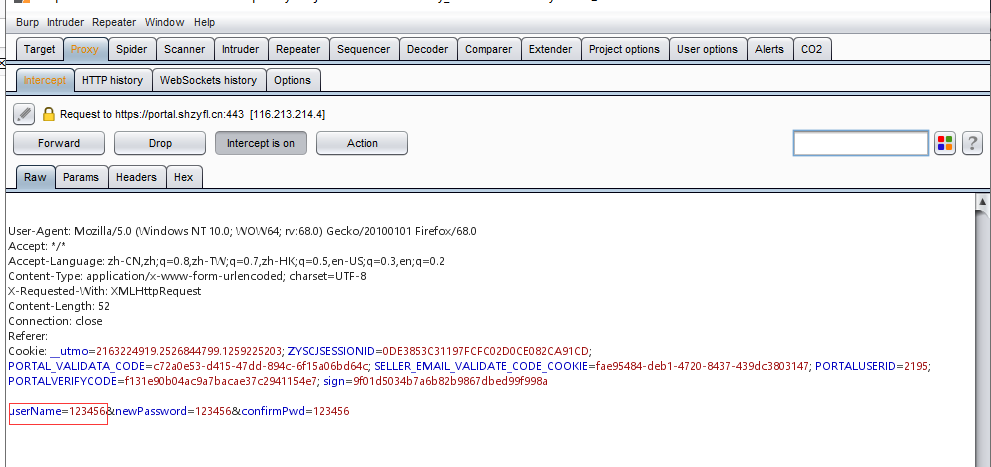 Burp Intruder Repeater Window Help
Target Proxy Spider Scanner Intruder Repeater Sequencer Decoder Comparer Extender Project options User options Alerts CO2
Intercept HTTP history WebSockets history Options
Request to https://portal.shzyfl.cn:443 [116.213.214.4]
Forward Drop Intercept is on Action ?
Raw Params Headers Hex
User-Agent: Mozilla/5.0 (Windows NT 10.0; WOW64; rv:68.0) Gecko/20100101 Firefox/68.0
Accept: */*
Accept-Language: zh-CN,zh;q=0.8,zh-TW;q=0.7,zh-HK;q=0.5,en-US;q=0.3,en;q=0.2
Content-Type: application/x-www-form-urlencoded; charset=UTF-8
X-Requested-With: XMLHttpRequest
Content-Length: 52
Connection: close
Referer:
Cookie: __utmo=2163224919.2526844799.1259225203; ZYSCJSESSIONID=0DE3853C31197FCFC02D0CE082CA91CD;
PORTAL_VALIDATA_CODE=c72a0e53-d415-47dd-894c-6f15a06bd64c; SELLER_EMAIL_VALIDATE_CODE_COOKIE=fae95484-deb1-4720-8437-439dc3803147; PORTALUSERID=2195;
PORTALVERIFYCODE=f131e90b04ac9a7bacae37c2941154e7; sign=9f01d5034b7a6b82b9867dbed99f998a
userName=123456&newPassword=123456&confirmPwd=123456